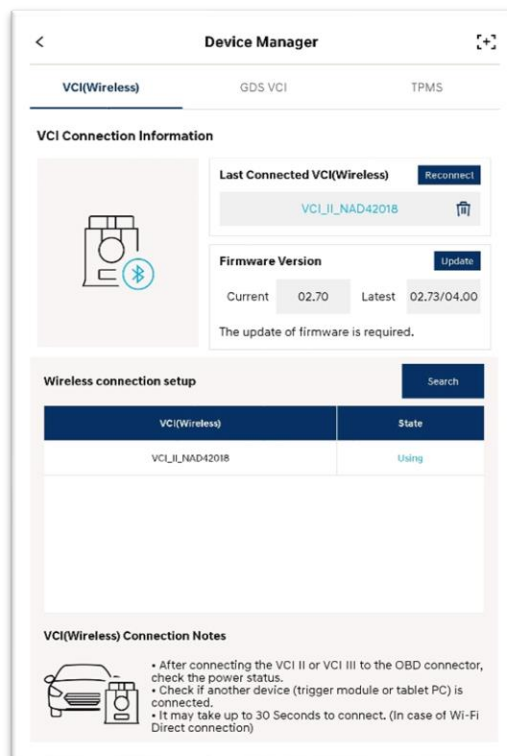 Device Manager
VCI(Wireless) GDS VCI TPMS
VCI Connection Information
Last Connected VCI(Wireless) Reconnect
VCI_II_NAD42018
Firmware Version Update
Current 02.70 Latest 02.73/04.00
The update of firmware is required.
Wireless connection setup Search
VCI(Wireless) State
VCI_II_NAD42018 Using
VCI(Wireless) Connection Notes
• After connecting the VCI II or VCI III to the OBD connector,
check the power status.
• Check if another device (trigger module or tablet PC) is
connected.
• It may take up to 30 Seconds to connect. (In case of Wi-Fi
Direct connection)